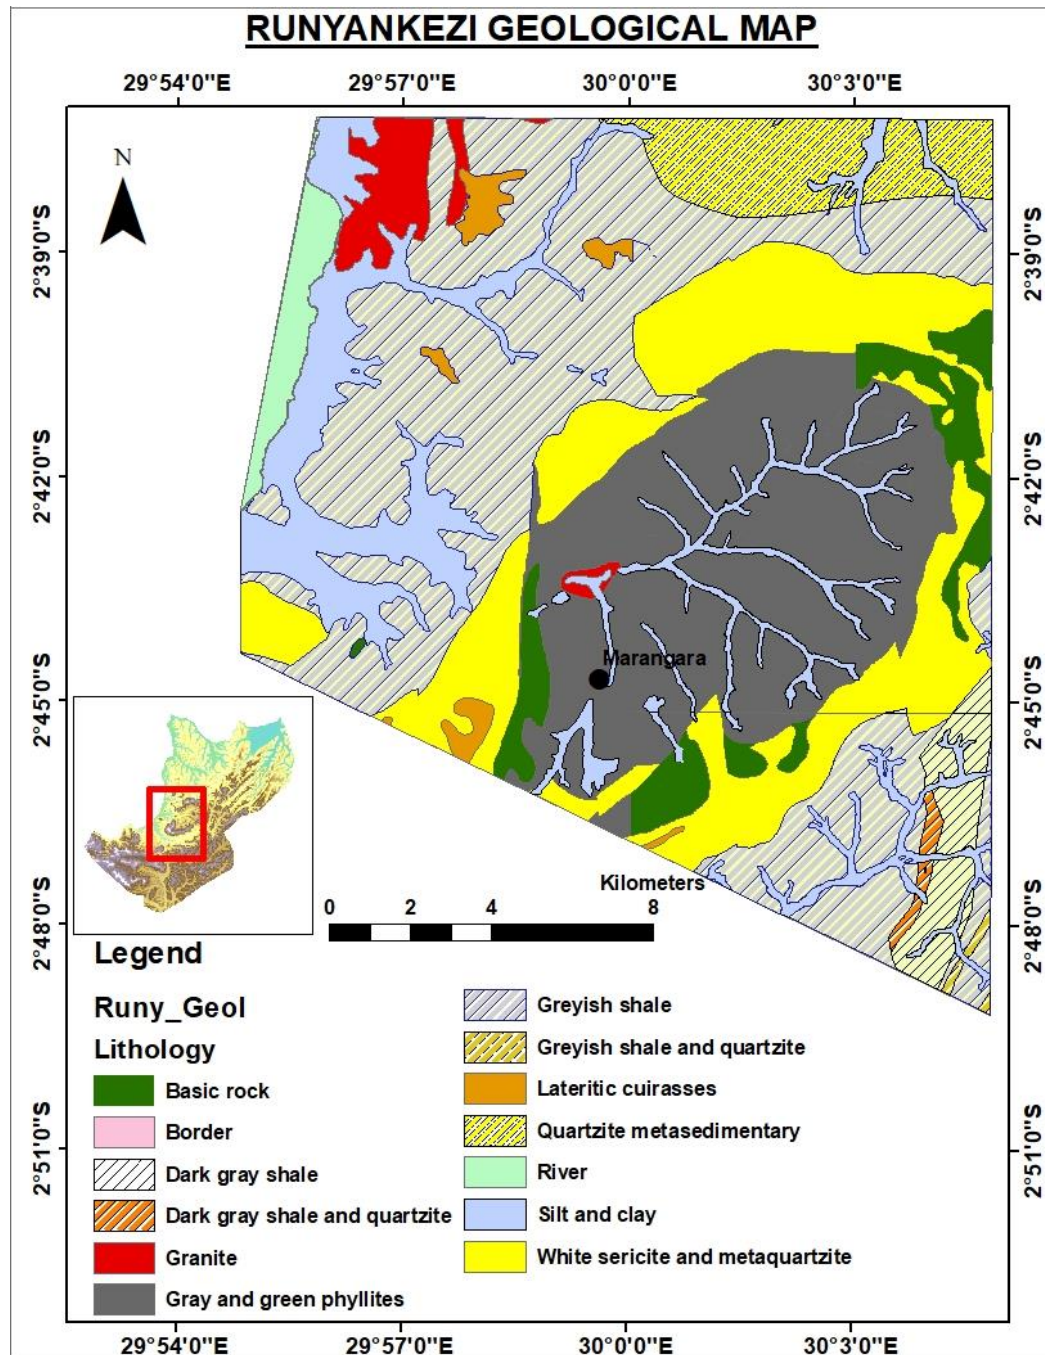 RUNYANKEZI GEOLOGICAL MAP
29°54'0"E 29°57'0"E 30°0'0"E 30°3'0"E
N
2°39'0"S 2°39'0"S
2°42'0"S 2°42'0"S
Marangara
2°45'0"S 2°45'0"S
Kilometers
0 2 4 8
2°48'0"S 2°48'0"S
Legend
Runy_Geol
Lithology
Basic rock
Border
Dark gray shale
Dark gray shale and quartzite
Granite
Gray and green phyllites
Greyish shale
Greyish shale and quartzite
Lateritic cuirasses
Quartzite metasedimentary
River
Silt and clay
White sericite and metaquartzite
2°51'0"S 2°51'0"S
29°54'0"E 29°57'0"E 30°0'0"E 30°3'0"E